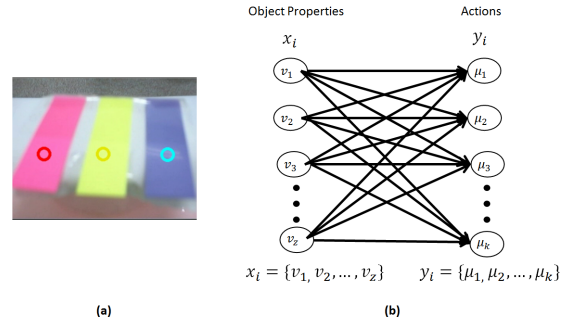 Object Properties Actions
x_i y_i
v_1 μ_1
v_2 μ_2
v_3 μ_3
v_z μ_k
x_i = {v_1, v_2, ..., v_z} y_i = {μ_1, μ_2, ..., μ_k}
(a) (b)